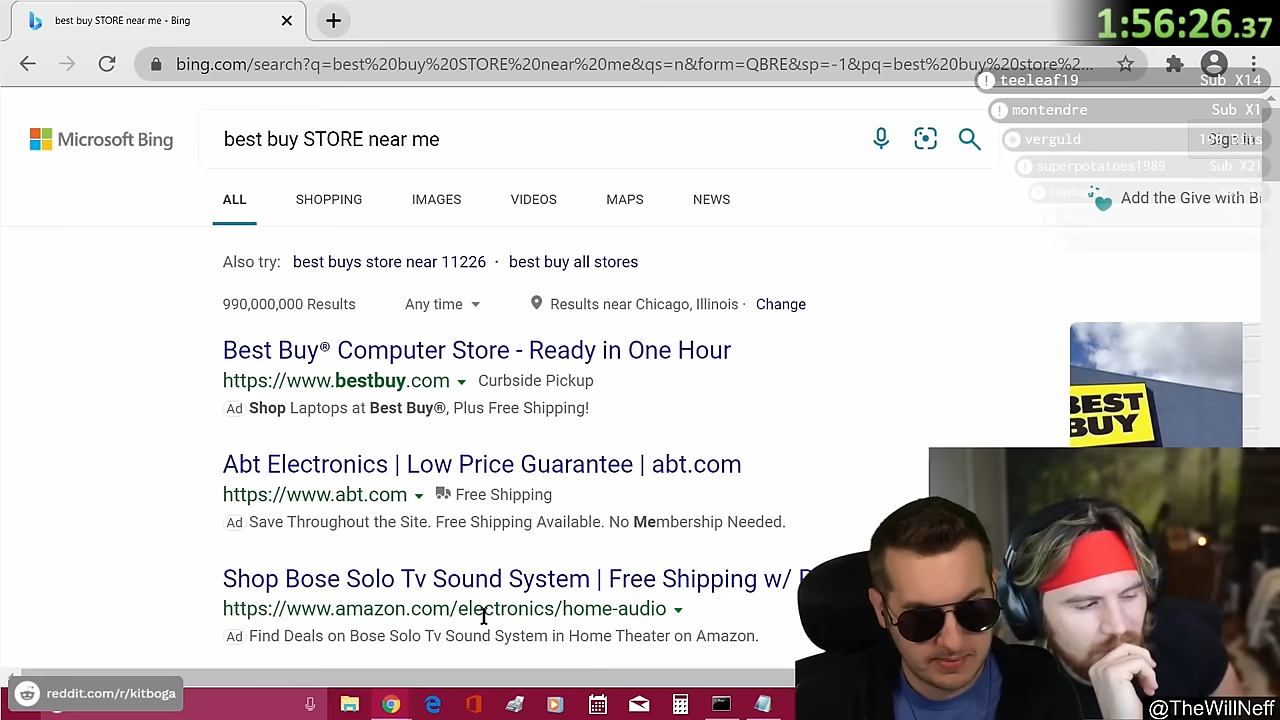 best buy STORE near me - Bing
1:56:26.37
bing.com/search?q=best%20buy%20STORE%20near%20me&qs=n&form=QBRE&sp=-1&pq=best%20buy%20store%2...
teeleaf19 Sub X14
montendre Sub X1
verguld
superpotatoes1989 Sub X21
Microsoft Bing
best buy STORE near me
Sign in
ALL SHOPPING IMAGES VIDEOS MAPS NEWS
Add the Give with Bi
Also try: best buys store near 11226 · best buy all stores
990,000,000 Results Any time Results near Chicago, Illinois · Change
Best Buy® Computer Store - Ready in One Hour
https://www.bestbuy.com Curbside Pickup
Ad Shop Laptops at Best Buy®, Plus Free Shipping!
BEST
BUY
Abt Electronics | Low Price Guarantee | abt.com
https://www.abt.com Free Shipping
Ad Save Throughout the Site. Free Shipping Available. No Membership Needed.
Shop Bose Solo Tv Sound System | Free Shipping w/
https://www.amazon.com/electronics/home-audio
Ad Find Deals on Bose Solo Tv Sound System in Home Theater on Amazon.
reddit.com/r/kitboga
@TheWillNeff